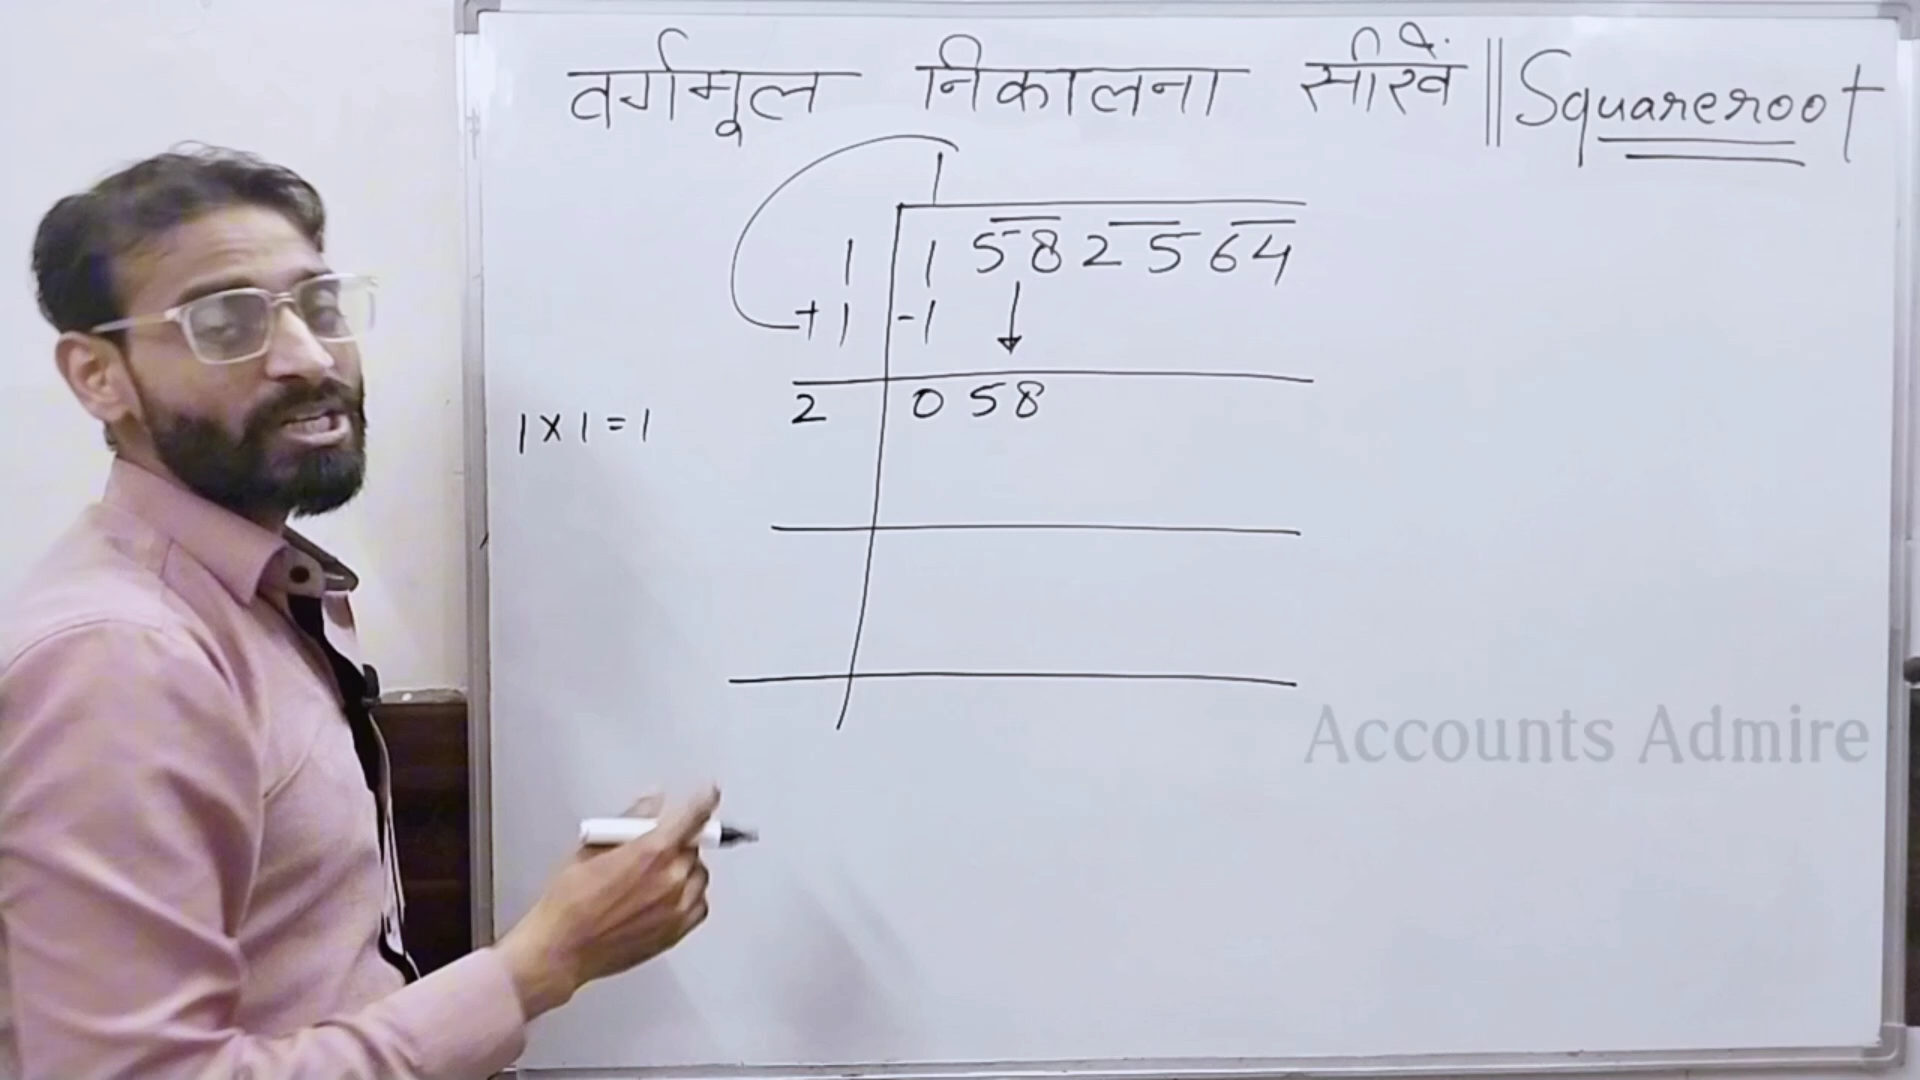 वर्गमूल निकालना सीखें || Squareroot
1
1 1 58 25 64
+1 -1
2 0 58
1 x 1 = 1
Accounts Admire